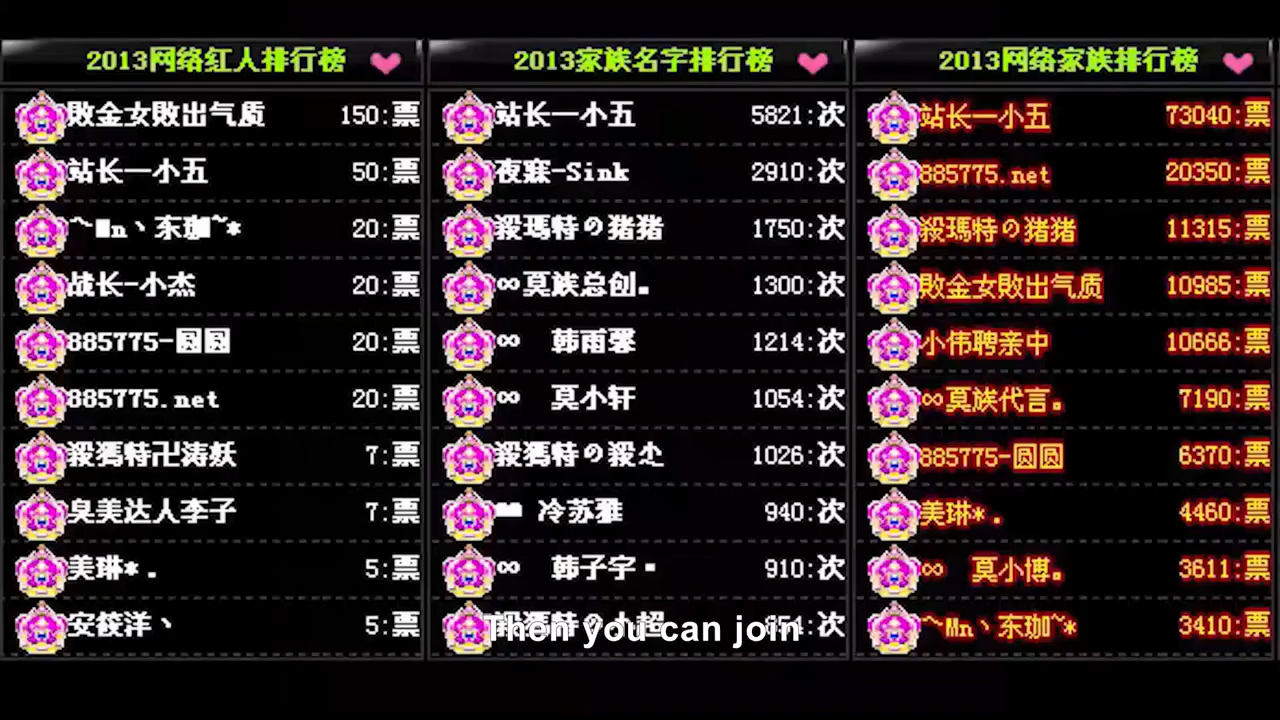 2013网络红人排行榜
敗金女敗出气质 150:票
站长一小五 50:票
^~Mn丶东珈~* 20:票
战长-小杰 20:票
885775-圆圆 20:票
885775.net 20:票
殺馬特卍涛妖 7:票
臭美达人李子 7:票
美琳*. 5:票
安筱洋丶 5:票
2013家族名字排行榜
站长一小五 5821:次
夜寐-Sink 2910:次
殺瑪特の猪猪 1750:次
∞莫族总创。 1300:次
∞ 韩雨馨 1214:次
∞ 莫小轩 1054:次
殺馬特の殺 1026:次
冷苏雅 940:次
∞ 韩子宇 910:次
の小超 :次
2013网络家族排行榜
站长一小五 73040:票
885775.net 20350:票
殺瑪特の猪猪 11315:票
敗金女敗出气质 10985:票
小伟聘亲中 10666:票
∞莫族代言。 7190:票
885775-圆圆 6370:票
美琳*. 4460:票
∞ 莫小博。 3611:票
^~Mn丶东珈~* 3410:票
Then you can join